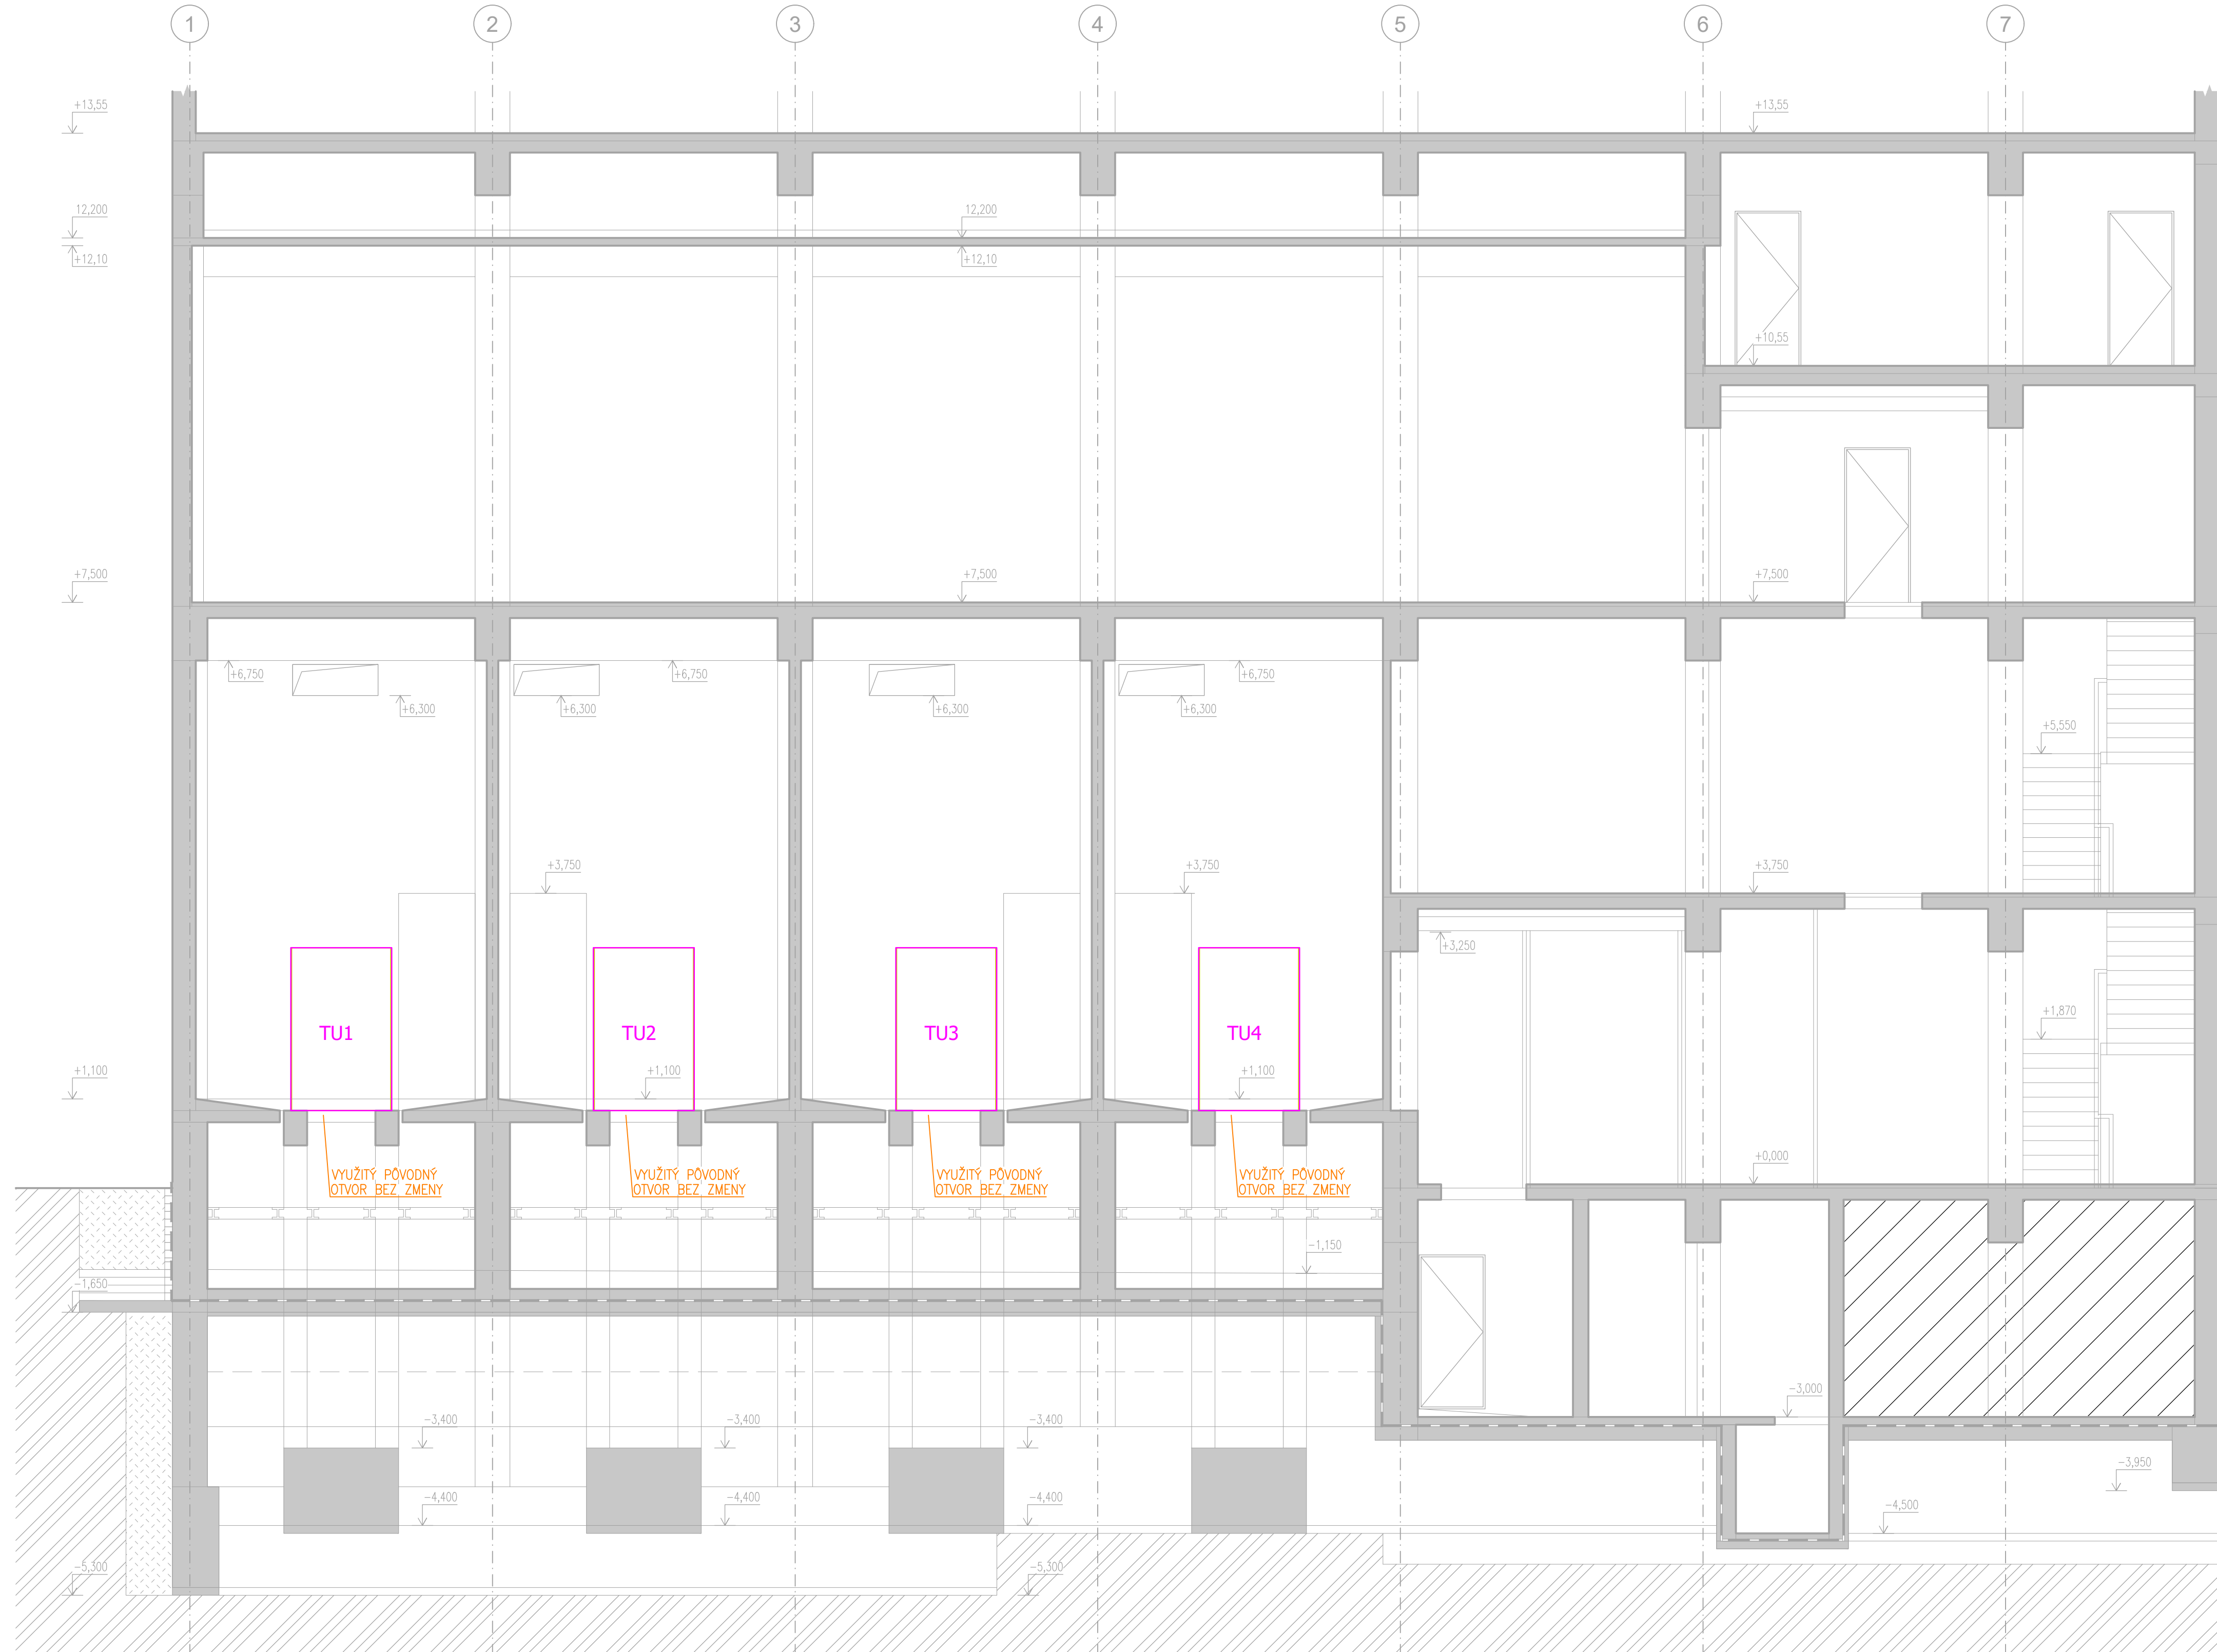 1 2 3 4 5 6 7
+13,55 +13,55
12,200 12,200
+12,10 +12,10
+10,55
+7,500 +7,500 +7,500
+6,750 +6,750 +6,750
+6,300 +6,300 +6,300 +6,300
+5,550
+3,750 +3,750 +3,750
+3,250
TU1 TU2 TU3 TU4
+1,870
+1,100 +1,100 +1,100
+0,000
VYUŽITÝ PÔVODNÝ
OTVOR BEZ ZMENY
VYUŽITÝ PÔVODNÝ
OTVOR BEZ ZMENY
VYUŽITÝ PÔVODNÝ
OTVOR BEZ ZMENY
VYUŽITÝ PÔVODNÝ
OTVOR BEZ ZMENY
-1,150
-1,650
-3,000
-3,400 -3,400 -3,400
-3,950
-4,400 -4,400 -4,400
-4,500
-5,300 -5,300